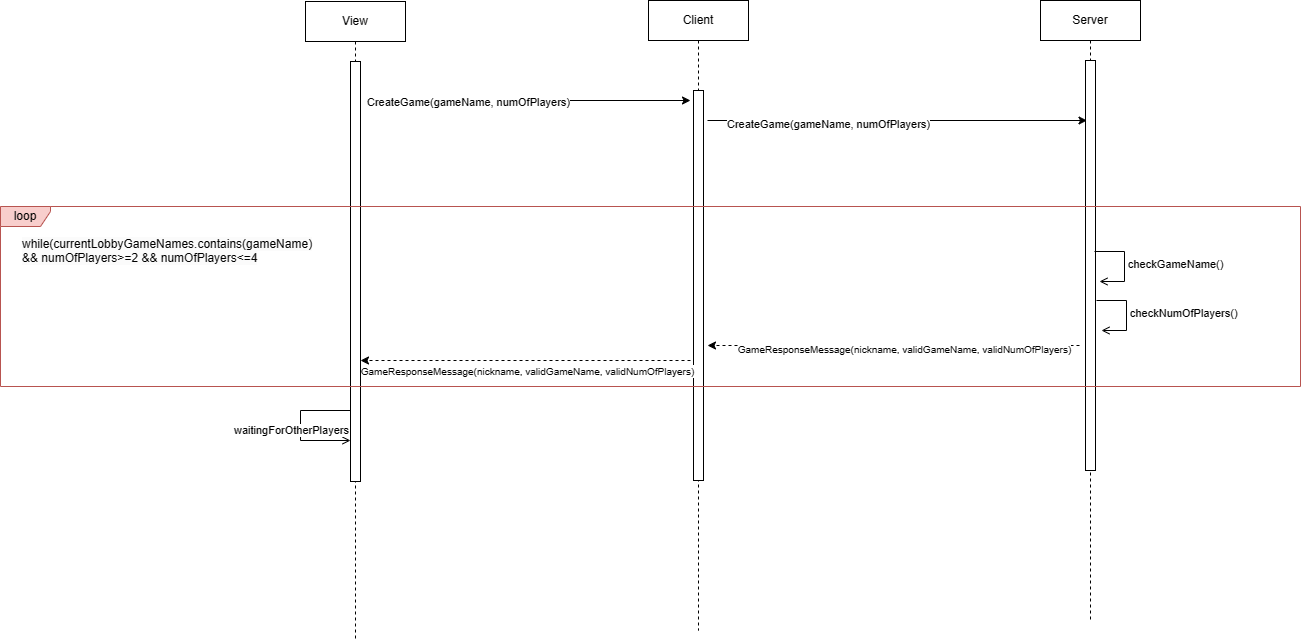 View
Client
Server
CreateGame(gameName, numOfPlayers)
CreateGame(gameName, numOfPlayers)
loop
while(currentLobbyGameNames.contains(gameName)
&& numOfPlayers>=2 && numOfPlayers<=4
checkGameName()
checkNumOfPlayers()
GameResponseMessage(nickname, validGameName, validNumOfPlayers)
GameResponseMessage(nickname, validGameName, validNumOfPlayers)
waitingForOtherPlayers